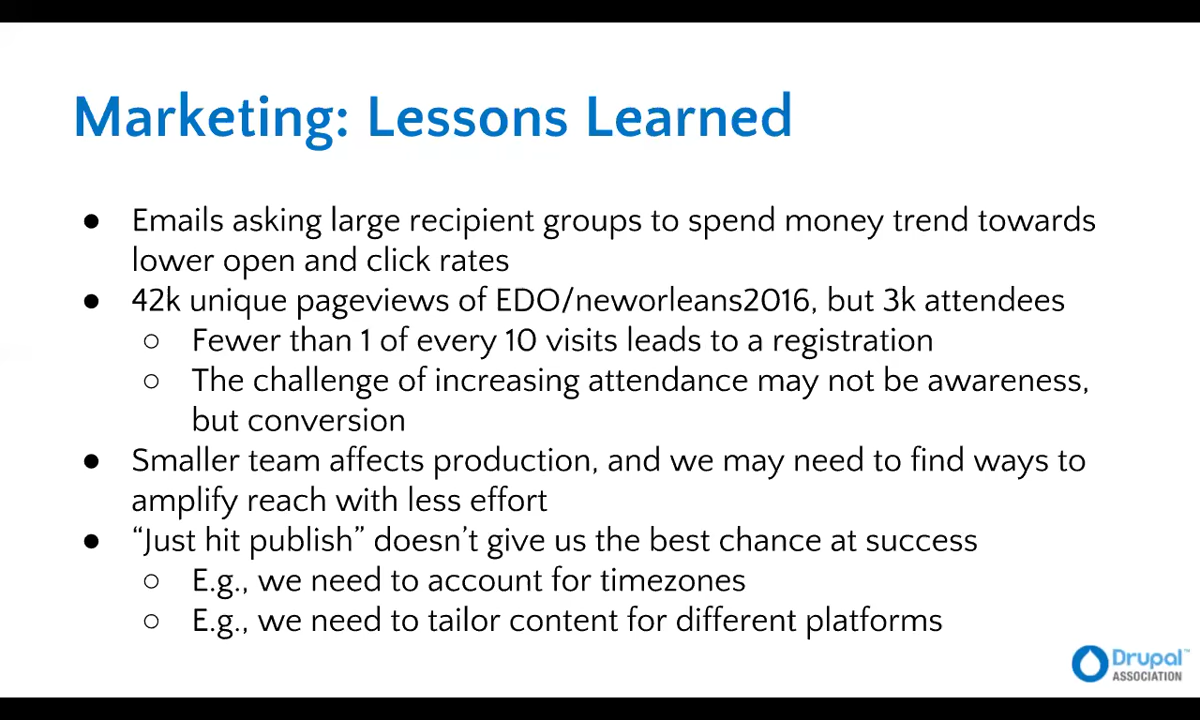 Marketing: Lessons Learned
● Emails asking large recipient groups to spend money trend towards
lower open and click rates
● 42k unique pageviews of EDO/neworleans2016, but 3k attendees
○ Fewer than 1 of every 10 visits leads to a registration
○ The challenge of increasing attendance may not be awareness,
but conversion
● Smaller team affects production, and we may need to find ways to
amplify reach with less effort
● “Just hit publish” doesn’t give us the best chance at success
○ E.g., we need to account for timezones
○ E.g., we need to tailor content for different platforms
Drupal™
ASSOCIATION